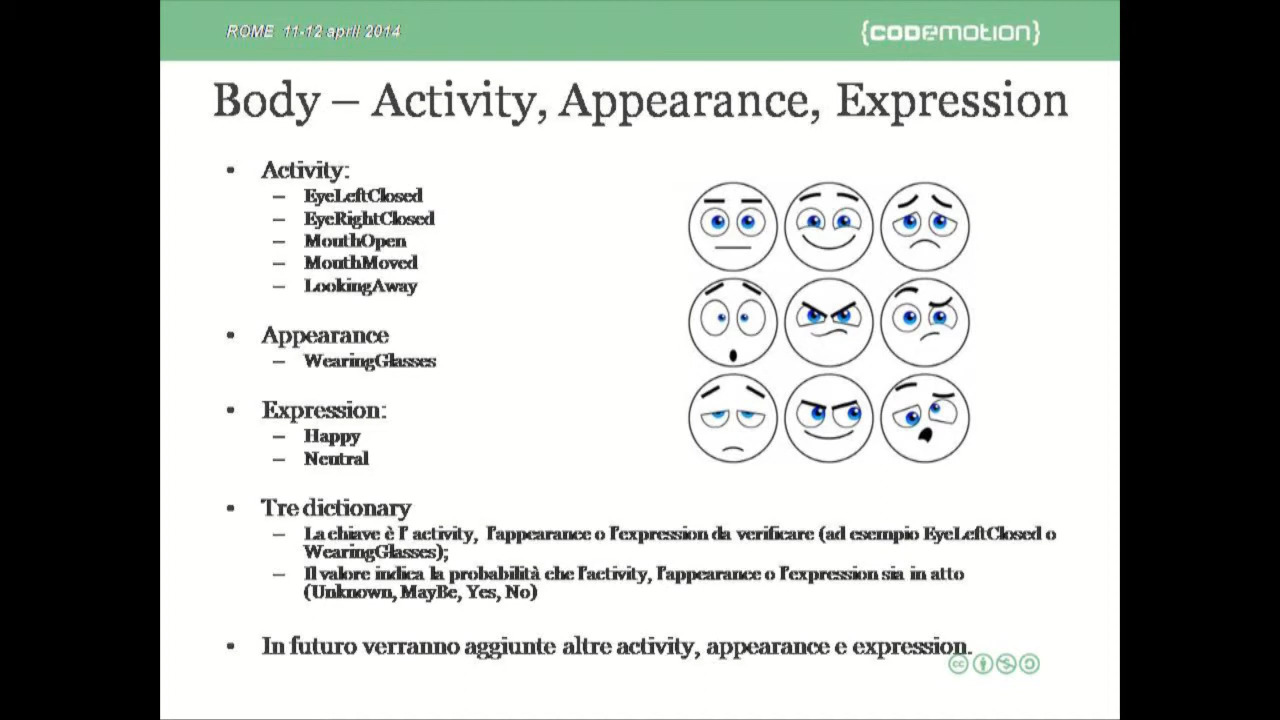 ROME 11-12 april 2014
{CODEMOTION}
Body – Activity, Appearance, Expression
• Activity:
– EyeLeftClosed
– EyeRightClosed
– MouthOpen
– MouthMoved
– LookingAway
• Appearance
– WearingGlasses
• Expression:
– Happy
– Neutral
• Tre dictionary
– La chiave è l' activity, l'appearance o l'expression da verificare (ad esempio EyeLeftClosed o
WearingGlasses);
– Il valore indica la probabilità che l'activity, l'appearance o l'expression sia in atto
(Unknown, MayBe, Yes, No)
• In futuro verranno aggiunte altre activity, appearance e expression.
cc